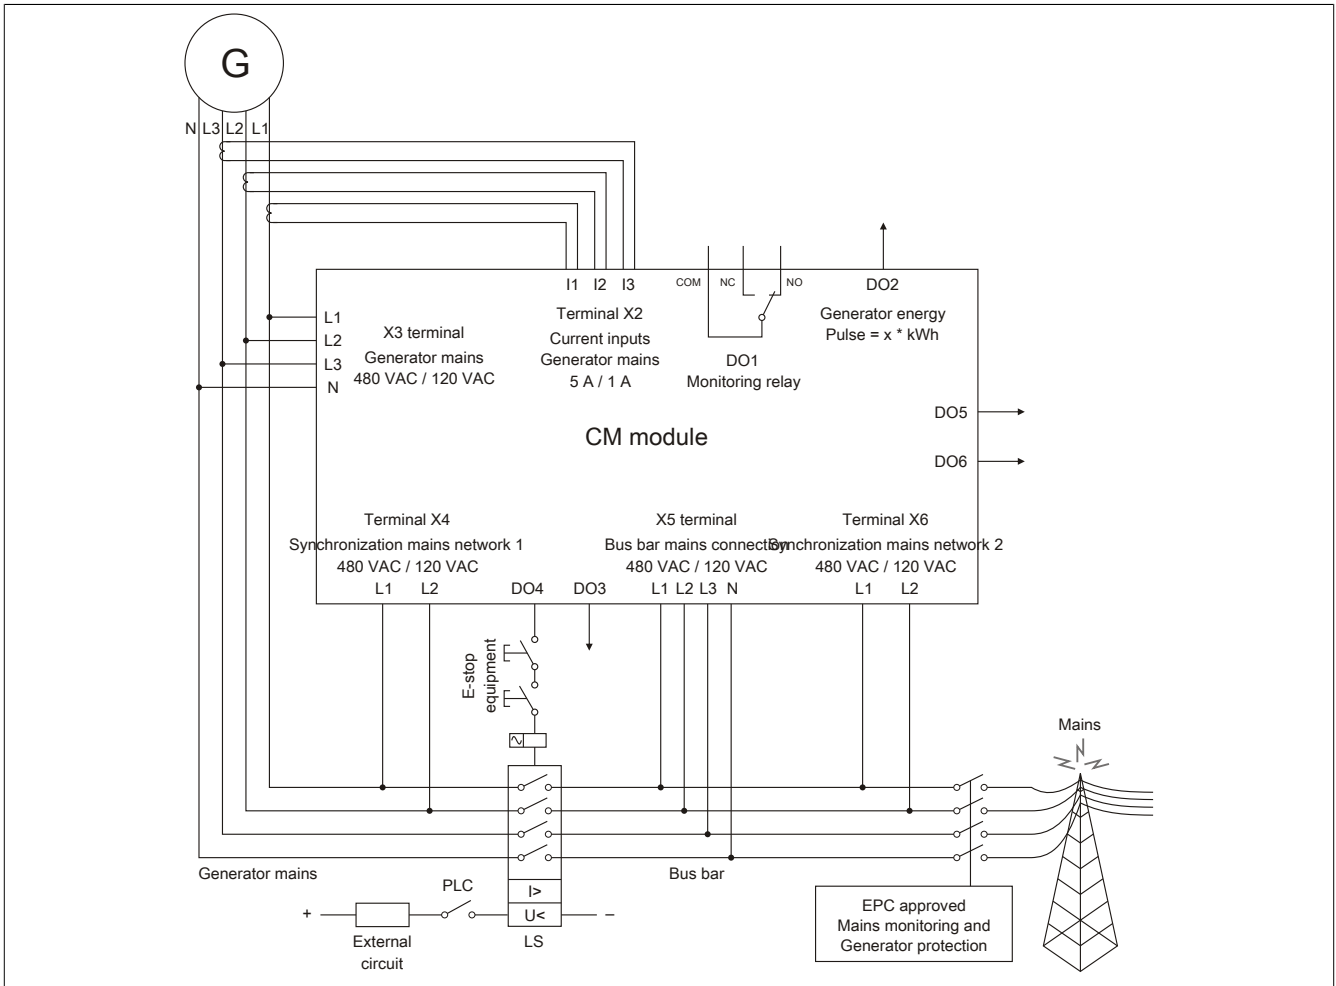 G
N L3 L2 L1
I1 I2 I3
COM NC NO
DO2
Terminal X2
Current inputs
Generator mains
5 A / 1 A
Generator energy
Pulse = x * kWh
L1
L2
L3
N
X3 terminal
Generator mains
480 VAC / 120 VAC
DO1
Monitoring relay
DO5
CM module
DO6
Terminal X4
Synchronization mains network 1
480 VAC / 120 VAC
L1 L2
DO4
DO3
X5 terminal
Bus bar mains connection
480 VAC / 120 VAC
L1 L2 L3 N
Terminal X6
Synchronization mains network 2
480 VAC / 120 VAC
L1 L2
E-stop
equipment
Mains
Generator mains
Bus bar
PLC
I>
U<
LS
+
–
External
circuit
EPC approved
Mains monitoring and
Generator protection